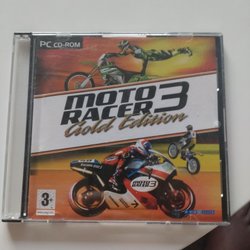 PC CD-ROM
MOTO
RACER 3
Gold Edition
3+